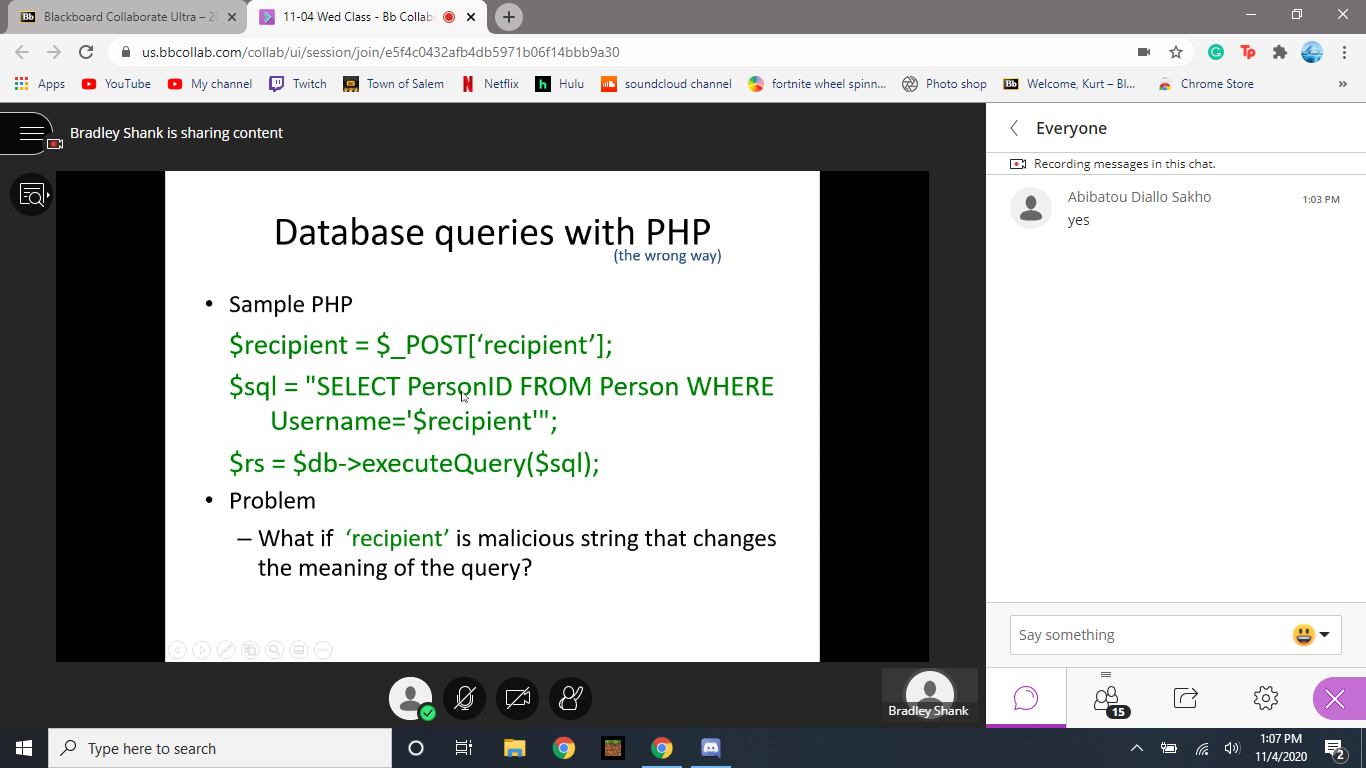 Blackboard Collaborate Ultra – 20
11-04 Wed Class - Bb Collab
us.bbcollab.com/collab/ui/session/join/e5f4c0432afb4db5971b06f14bbb9a30
Apps
YouTube
My channel
Twitch
Town of Salem
Netflix
Hulu
soundcloud channel
fortnite wheel spinn...
Photo shop
Bb
Welcome, Kurt – Bl...
Chrome Store
Bradley Shank is sharing content
Database queries with PHP
(the wrong way)
• Sample PHP
$recipient = $_POST[‘recipient’];
$sql = "SELECT PersonID FROM Person WHERE
Username='$recipient'";
$rs = $db->executeQuery($sql);
• Problem
– What if ‘recipient’ is malicious string that changes
the meaning of the query?
Bradley Shank
Everyone
Recording messages in this chat.
Abibatou Diallo Sakho
1:03 PM
yes
Say something
15
Type here to search
1:07 PM
11/4/2020
2